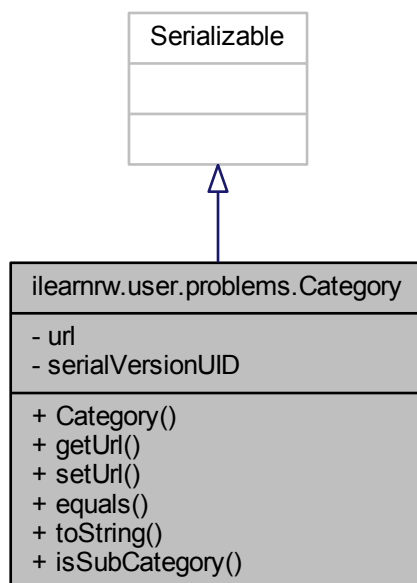 Serializable
ilearnrw.user.problems.Category
- url
- serialVersionUID
+ Category()
+ getUrl()
+ setUrl()
+ equals()
+ toString()
+ isSubCategory()